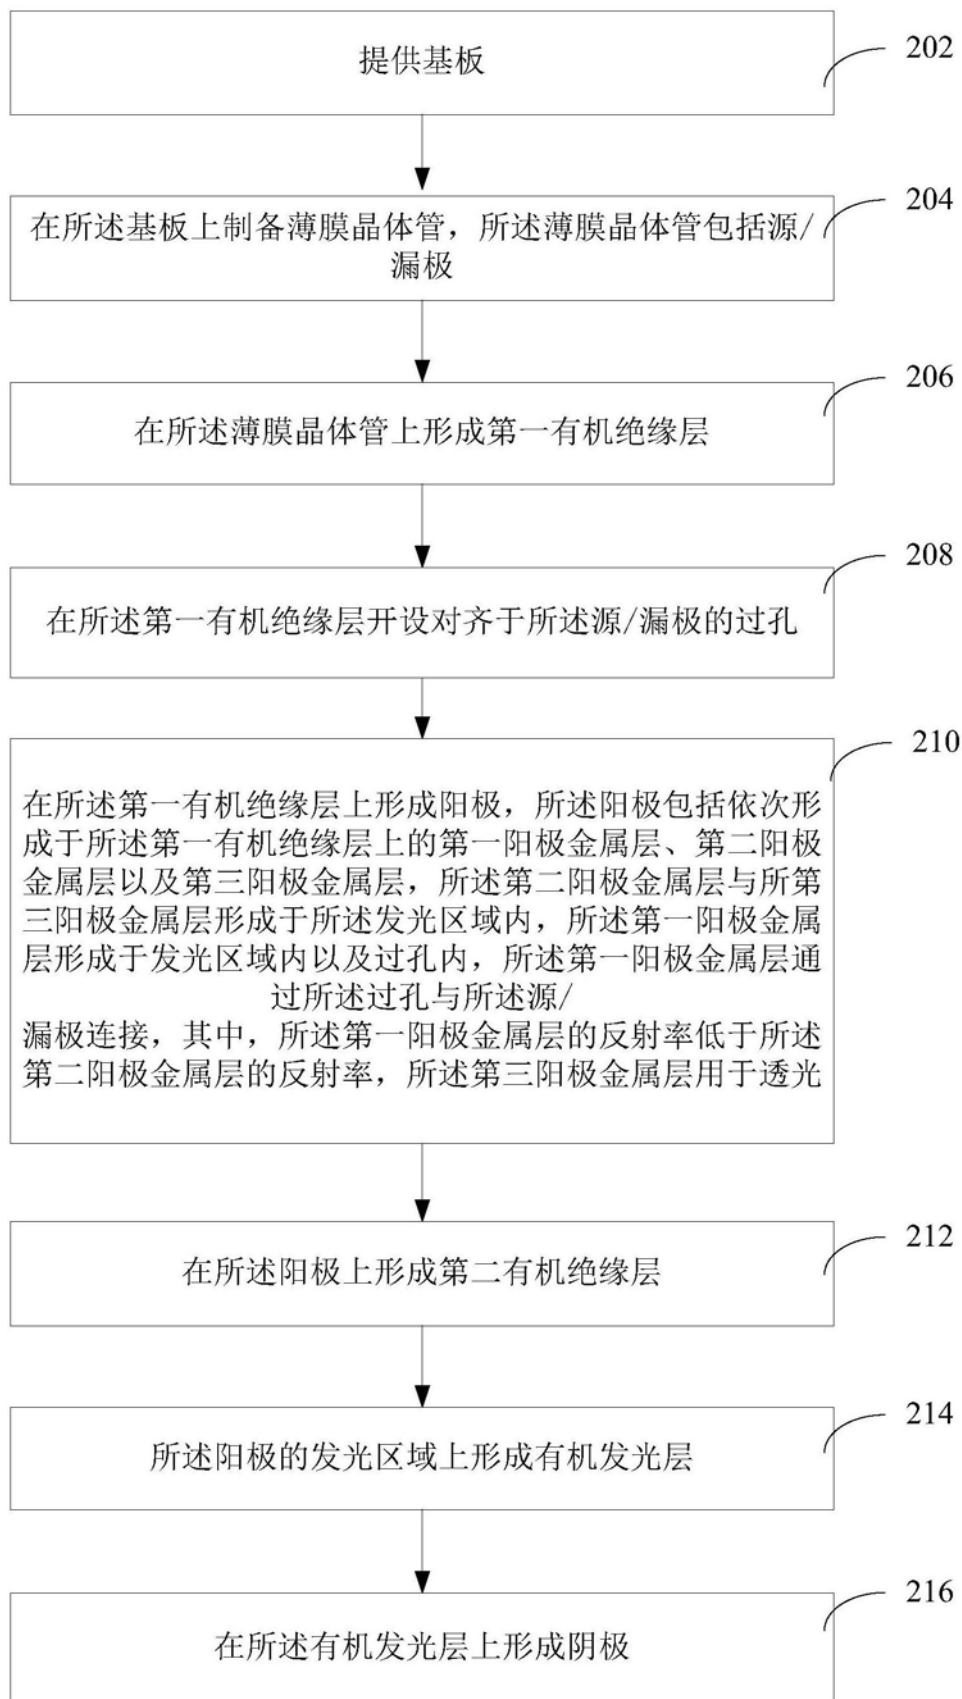 提供基板
202
在所述基板上制备薄膜晶体管，所述薄膜晶体管包括源/
漏极
204
在所述薄膜晶体管上形成第一有机绝缘层
206
在所述第一有机绝缘层开设对齐于所述源/漏极的过孔
208
在所述第一有机绝缘层上形成阳极，所述阳极包括依次形
成于所述第一有机绝缘层上的第一阳极金属层、第二阳极
金属层以及第三阳极金属层，所述第二阳极金属层与所第
三阳极金属层形成于所述发光区域内，所述第一阳极金属
层形成于发光区域内以及过孔内，所述第一阳极金属层通
过所述过孔与所述源/
漏极连接，其中，所述第一阳极金属层的反射率低于所述
第二阳极金属层的反射率，所述第三阳极金属层用于透光
210
在所述阳极上形成第二有机绝缘层
212
所述阳极的发光区域上形成有机发光层
214
在所述有机发光层上形成阴极
216